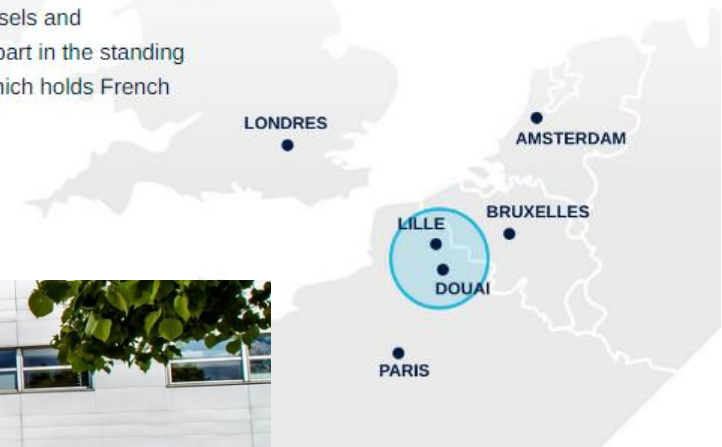 sels and
part in the standing
hich holds French
LONDRES
AMSTERDAM
BRUXELLES
LILLE
DOUAI
PARIS